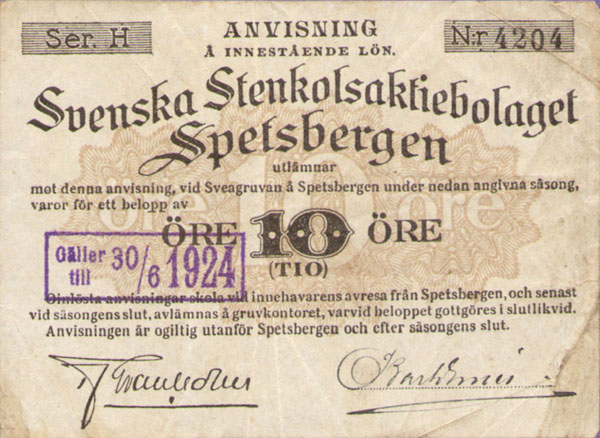 Ser. H
ANVISNING
Å INNESTÅENDE LÖN.
Nr 4204
Svenska Stenkolsaktiebolaget
Spetsbergen
utlämnar
mot denna anvisning, vid Sveagruvan å Spetsbergen under nedan angivna säsong,
varor för ett belopp av
öre 10 öre
ÖRE 10 ÖRE
(TIO)
Gäller 30/6 1924
till
Oinlösta anvisningar skola vid innehavarens avresa från Spetsbergen, och senast
vid säsongens slut, avlämnas å gruvkontoret, varvid beloppet gottgöres i slutlikvid.
Anvisningen är ogiltig utanför Spetsbergen och efter säsongens slut.